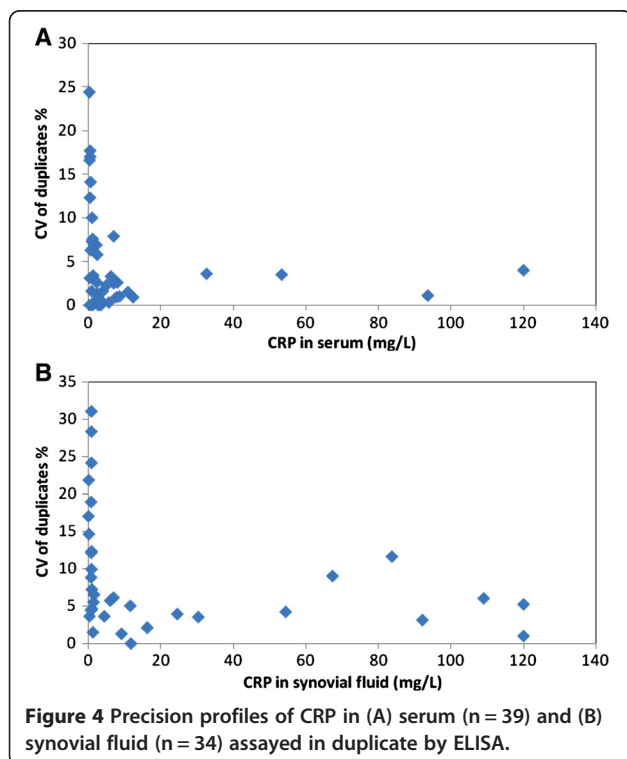 A
30
25
20
15
10
5
0
CV of duplicates %
0 20 40 60 80 100 120 140
CRP in serum (mg/L)
B
35
30
25
20
15
10
5
0
CV of duplicates %
0 20 40 60 80 100 120 140
CRP in synovial fluid (mg/L)
Figure 4 Precision profiles of CRP in (A) serum (n = 39) and (B)
synovial fluid (n = 34) assayed in duplicate by ELISA.